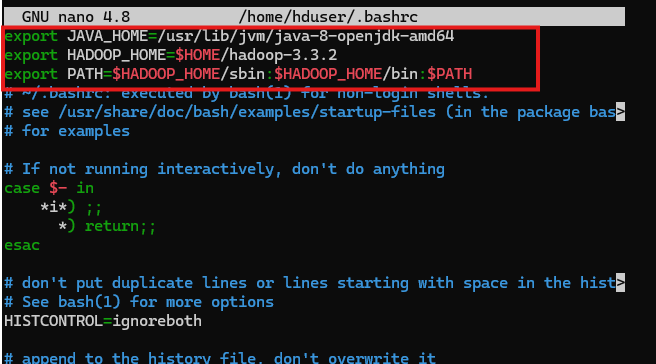 GNU nano 4.8 /home/hduser/.bashrc
export JAVA_HOME=/usr/lib/jvm/java-8-openjdk-amd64
export HADOOP_HOME=$HOME/hadoop-3.3.2
export PATH=$HADOOP_HOME/sbin:$HADOOP_HOME/bin:$PATH
# ~/.bashrc: executed by bash(1) for non-login shells.
# see /usr/share/doc/bash/examples/startup-files (in the package bas>
# for examples
# If not running interactively, don't do anything
case $- in
    *i*) ;;
      *) return;;
esac
# don't put duplicate lines or lines starting with space in the hist>
# See bash(1) for more options
HISTCONTROL=ignoreboth
# append to the history file, don't overwrite it